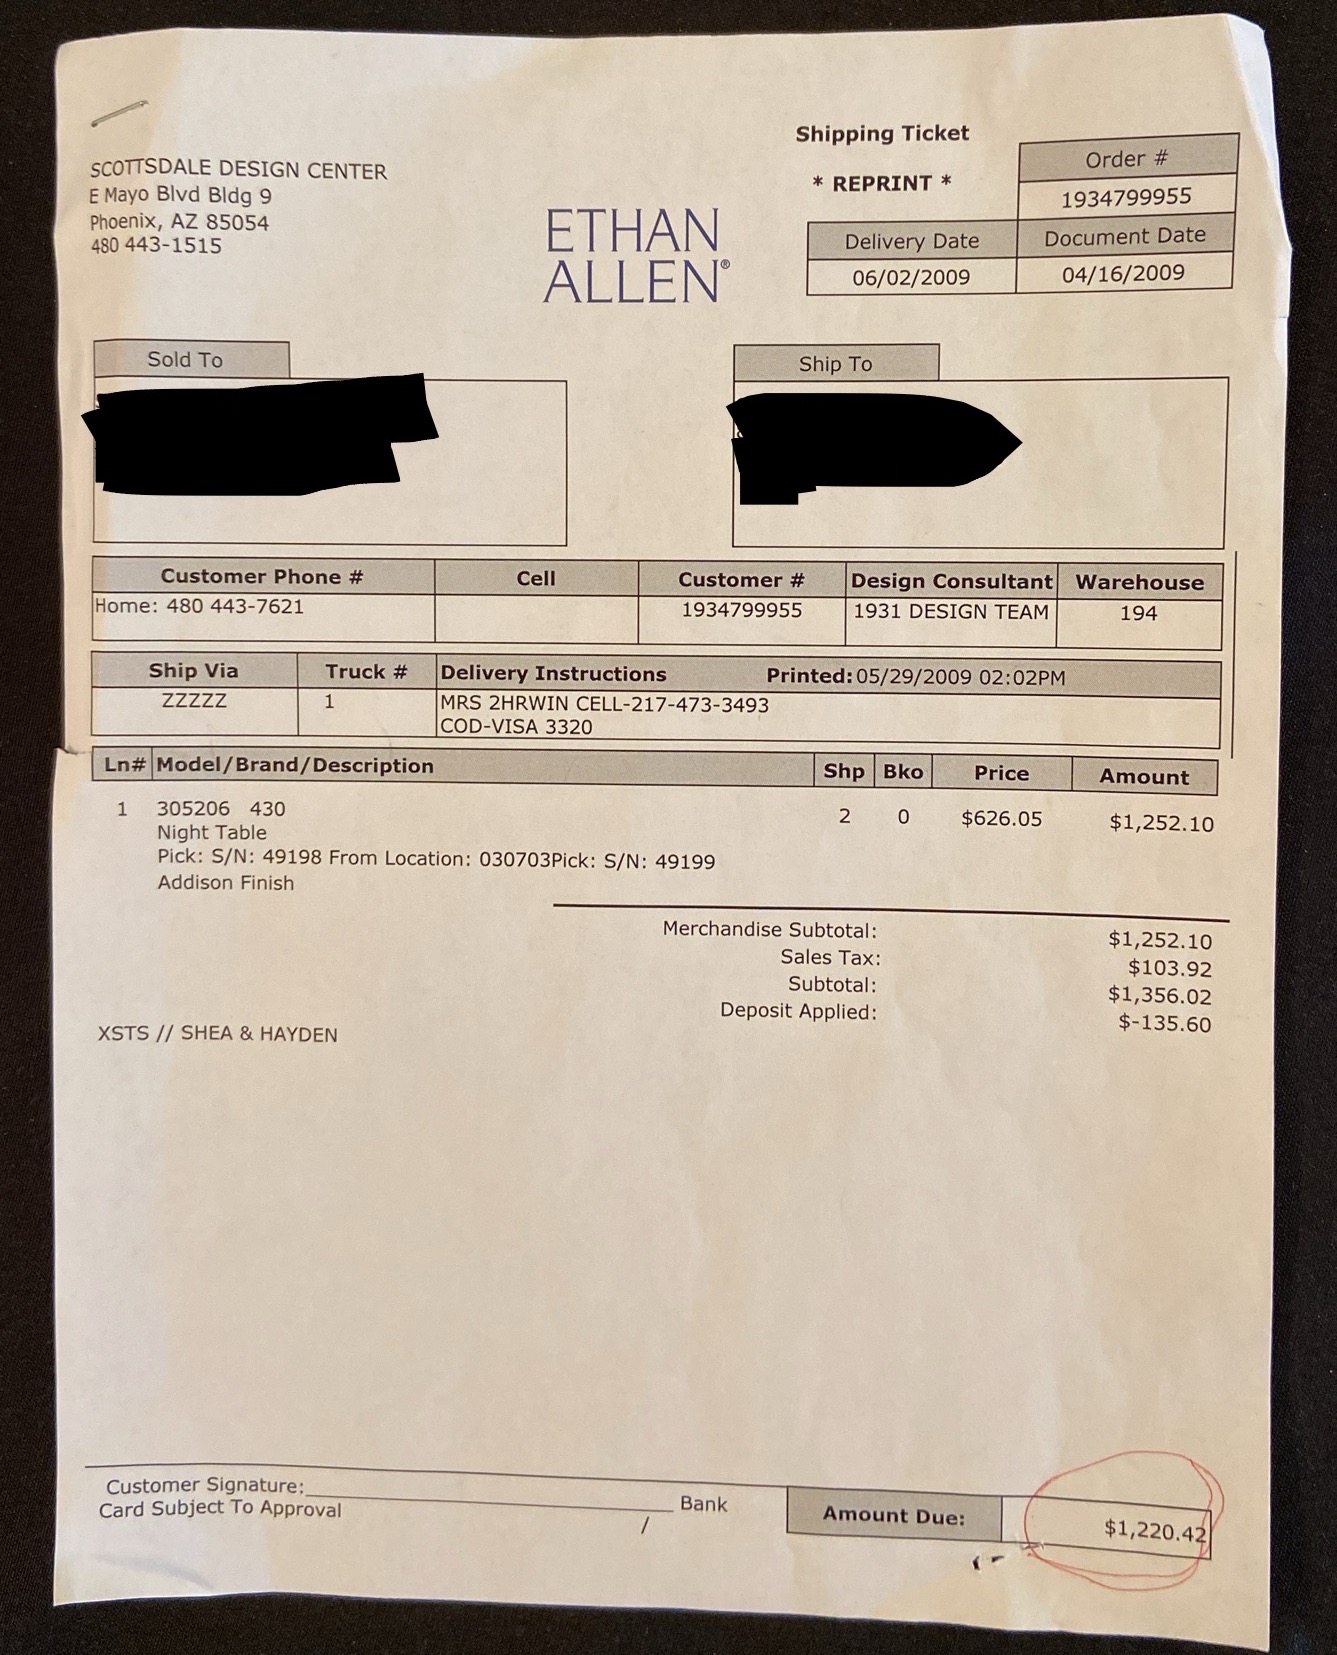 Shipping Ticket
* REPRINT *
Order #
1934799955
Delivery Date
Document Date
06/02/2009
04/16/2009
SCOTTSDALE DESIGN CENTER
E Mayo Blvd Bldg 9
Phoenix, AZ 85054
480 443-1515
ETHAN
ALLEN®
Sold To
Ship To
Customer Phone # Cell Customer # Design Consultant Warehouse
Home: 480 443-7621 1934799955 1931 DESIGN TEAM 194
Ship Via Truck # Delivery Instructions Printed: 05/29/2009 02:02PM
ZZZZZ 1 MRS 2HRWIN CELL-217-473-3493
COD-VISA 3320
Ln# Model/Brand/Description Shp Bko Price Amount
1 305206 430 2 0 $626.05 $1,252.10
Night Table
Pick: S/N: 49198 From Location: 030703Pick: S/N: 49199
Addison Finish
Merchandise Subtotal: $1,252.10
Sales Tax: $103.92
Subtotal: $1,356.02
Deposit Applied: $-135.60
XSTS // SHEA & HAYDEN
Customer Signature: Bank
Card Subject To Approval /
Amount Due: $1,220.42